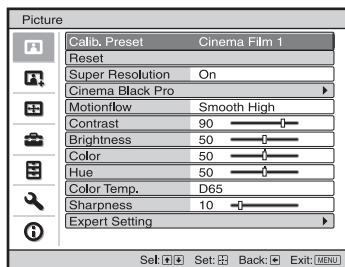 Picture
Calib. Preset Cinema Film 1
Reset
Super Resolution On
Cinema Black Pro
Motionflow Smooth High
Contrast 90
Brightness 50
Color 50
Hue 50
Color Temp. D65
Sharpness 10
Expert Setting
Sel: Set: Back: Exit: MENU